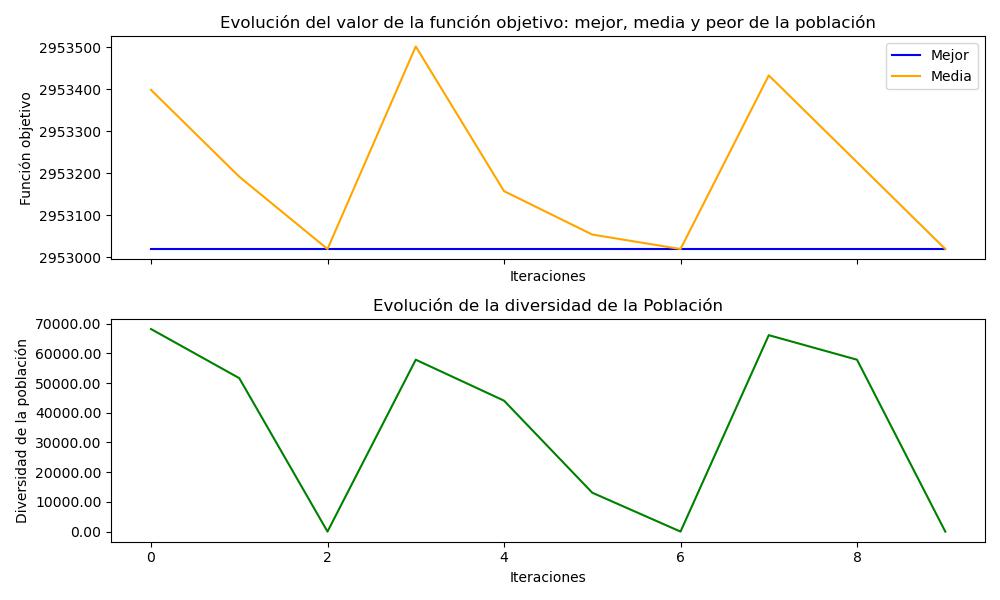 Evolución del valor de la función objetivo: mejor, media y peor de la población
2953500
2953400
2953300
2953200
2953100
2953000
Función objetivo
Mejor
Media
Iteraciones
Evolución de la diversidad de la Población
70000.00
60000.00
50000.00
40000.00
30000.00
20000.00
10000.00
0.00
Diversidad de la población
0 2 4 6 8
Iteraciones